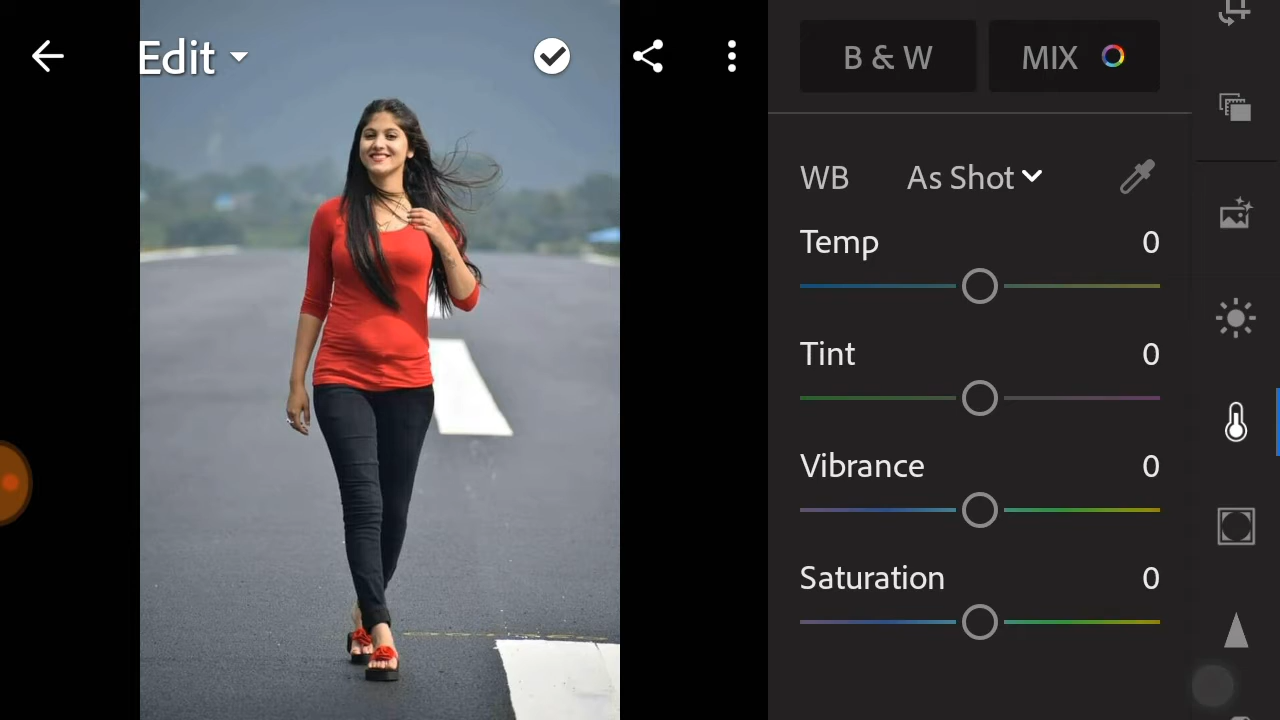 Edit
B & W
MIX
WB
As Shot
Temp
0
Tint
0
Vibrance
0
Saturation
0